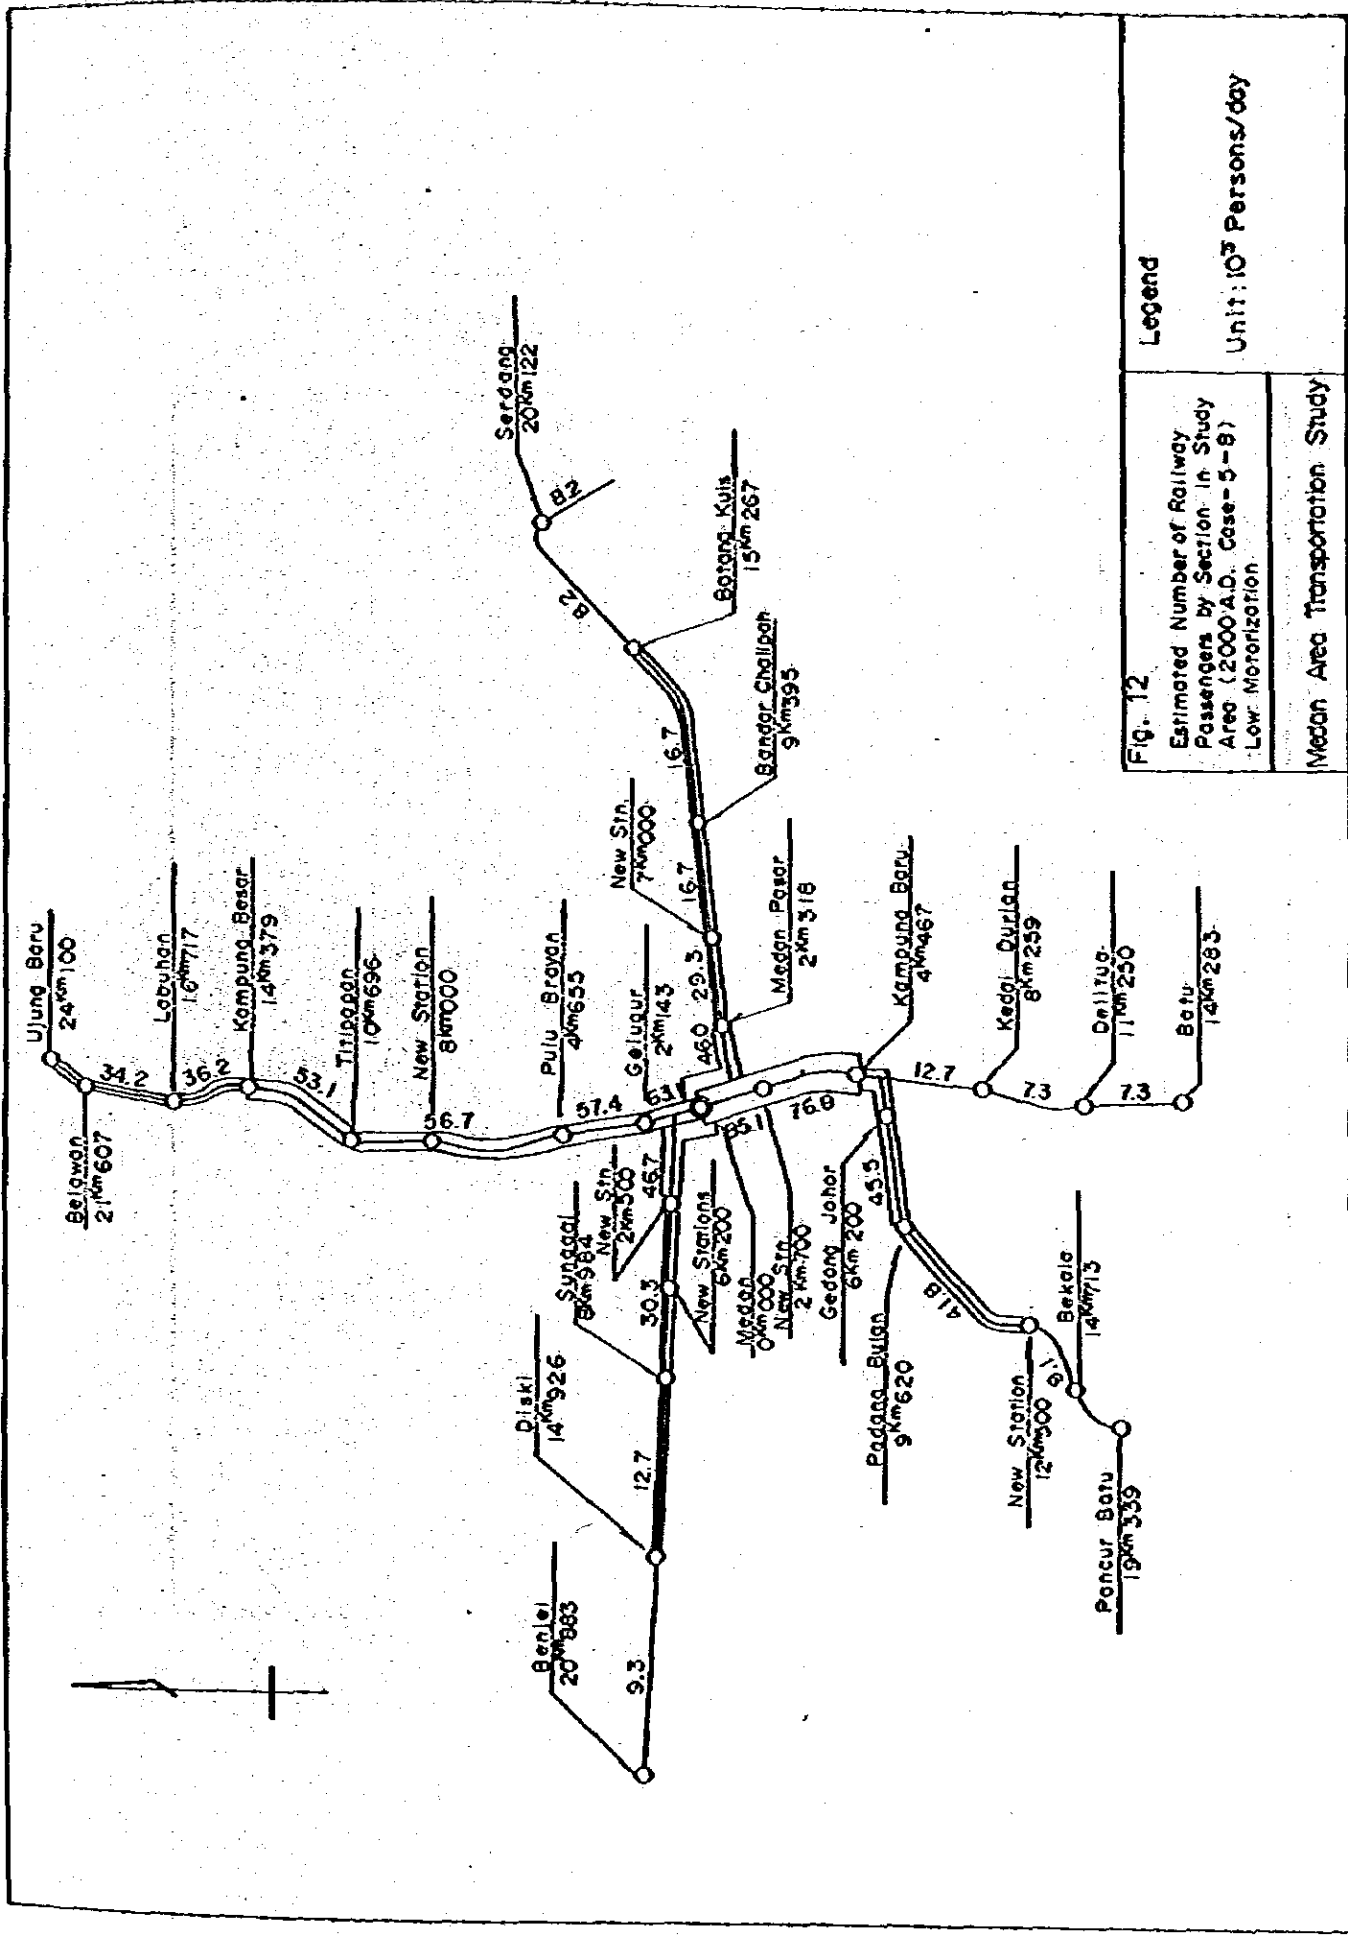 Ujung Baru
24Km100
34.2
Belawan
21Km607
Labuhan
16Km717
36.2
Kampung Besar
14Km379
53.1
Titipapan
10Km696
56.7
New Station
8Km000
Pulu Brayan
4Km655
57.4
Gelugur
2Km143
63.1
Serdang
20Km122
8.2
8.2
Batang Kuis
15Km267
16.7
Bandar Chalipah
9Km395
16.7
New Stn.
7Km000
29.3
Medan Pasar
2Km318
46.0
Binjei
20Km883
9.3
Diski
14Km926
12.7
Sunggal
8Km984
30.3
New Stn
2Km500
46.7
New Stations
6Km200
Medan
0Km000
New Stn.
2Km700
85.1
76.8
Kampung Baru
4Km467
12.7
Kedai Durian
8Km259
7.3
Delitua
11Km250
7.3
Batu
14Km283
Gedong Johor
6Km200
45.5
Padang Bulan
9Km620
41.8
New Station
12Km500
9.1
Bekala
14Km713
Pancur Batu
19Km339
Fig. 12
Estimated Number of Railway
Passengers by Section in Study
Area (2000 A.D. Case-5-8)
Low Motorization
Legend
Unit: 10³ Persons/day
Medan Area Transportation Study